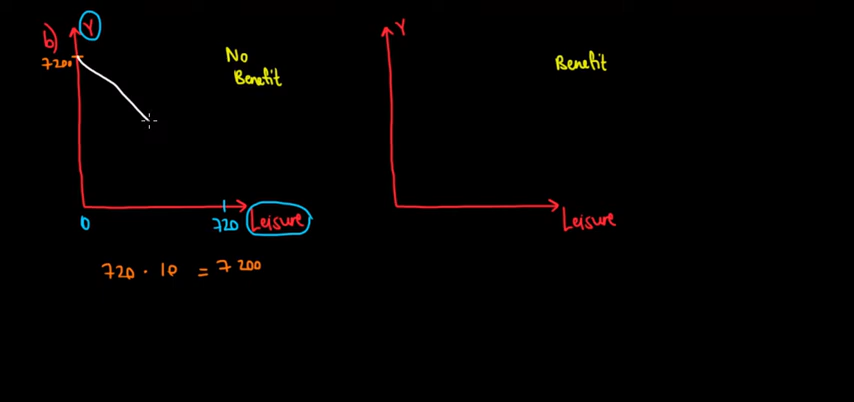 b)
Y
7200
No
Benefit
0
720
Leisure
720 · 10 = 7200
Y
Benefit
Leisure